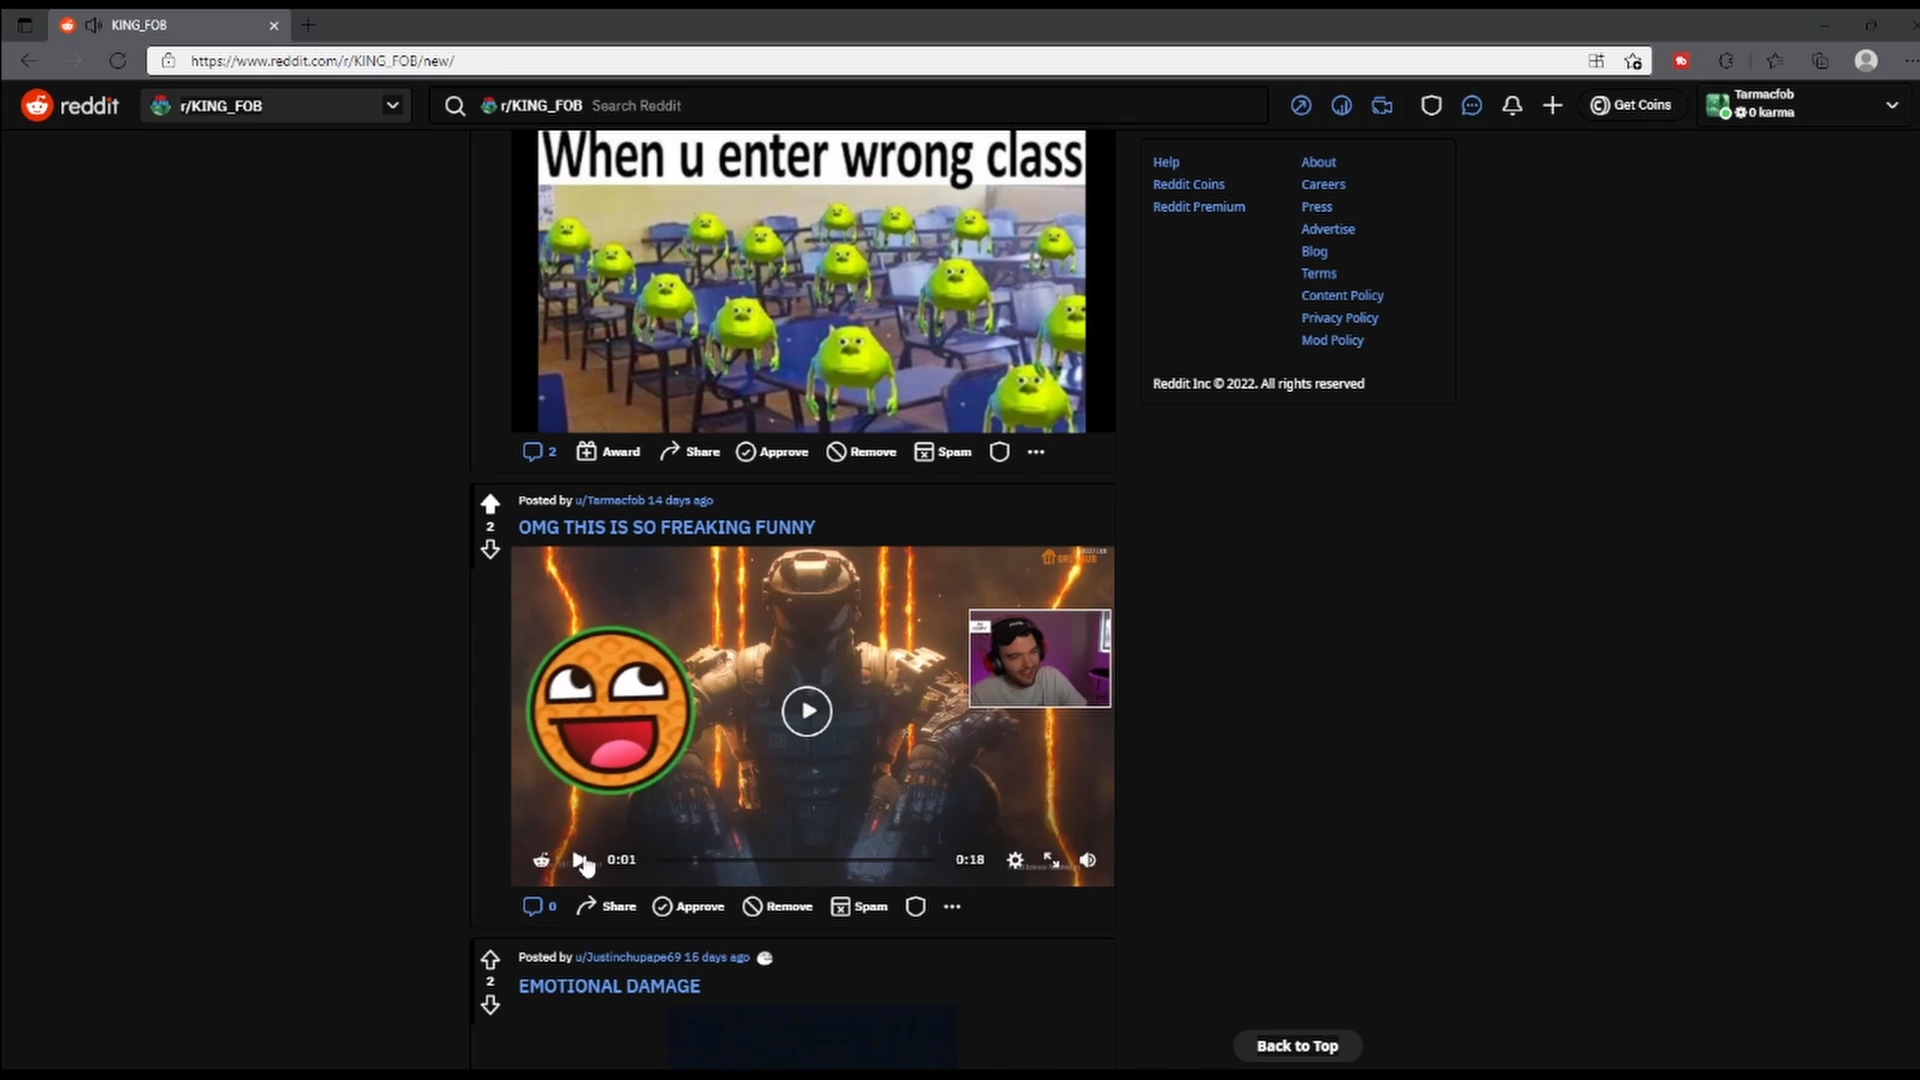 KING_FOB
https://www.reddit.com/r/KING_FOB/new/
reddit
r/KING_FOB
r/KING_FOB Search Reddit
Get Coins
Tarmacfob
0 karma
When u enter wrong class
2 Award Share Approve Remove Spam
Posted by u/Tarmacfob 14 days ago
2
OMG THIS IS SO FREAKING FUNNY
0:01
0:18
0 Share Approve Remove Spam
Posted by u/Justinchupape69 15 days ago
2
EMOTIONAL DAMAGE
Help
Reddit Coins
Reddit Premium
About
Careers
Press
Advertise
Blog
Terms
Content Policy
Privacy Policy
Mod Policy
Reddit Inc © 2022. All rights reserved
Back to Top